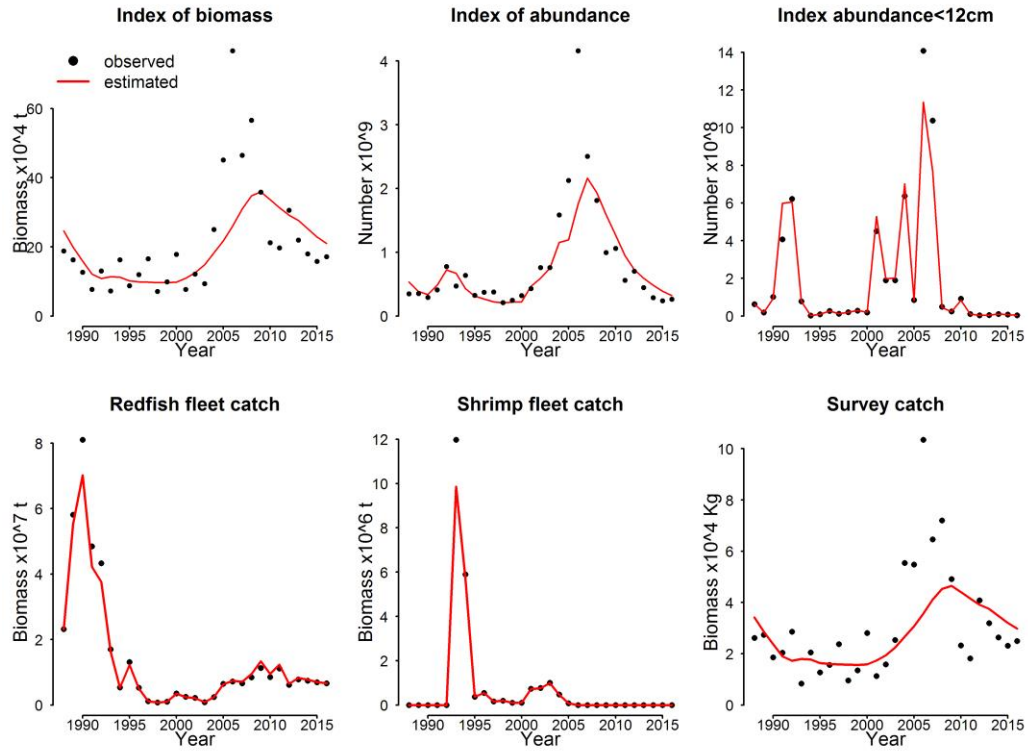 Index of biomass
observed
estimated
Biomass x10^4 t
60
40
20
0
1990 1995 2000 2005 2010 2015
Year
Index of abundance
Number x10^9
4
3
2
1
0
1990 1995 2000 2005 2010 2015
Year
Index abundance<12cm
Number x10^8
14
12
10
8
6
4
2
0
1990 1995 2000 2005 2010 2015
Year
Redfish fleet catch
Biomass x10^7 t
8
6
4
2
0
1990 1995 2000 2005 2010 2015
Year
Shrimp fleet catch
Biomass x10^6 t
12
10
8
6
4
2
0
1990 1995 2000 2005 2010 2015
Year
Survey catch
Biomass x10^4 Kg
10
8
6
4
2
0
1990 1995 2000 2005 2010 2015
Year